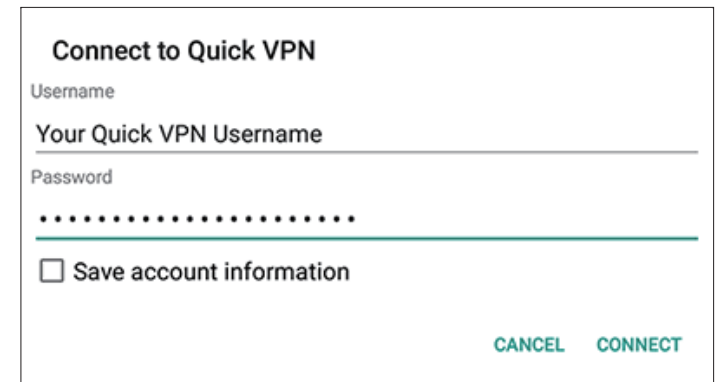 Connect to Quick VPN
Username
Your Quick VPN Username
Password
••••••••••••••••••••••
Save account information
CANCEL CONNECT